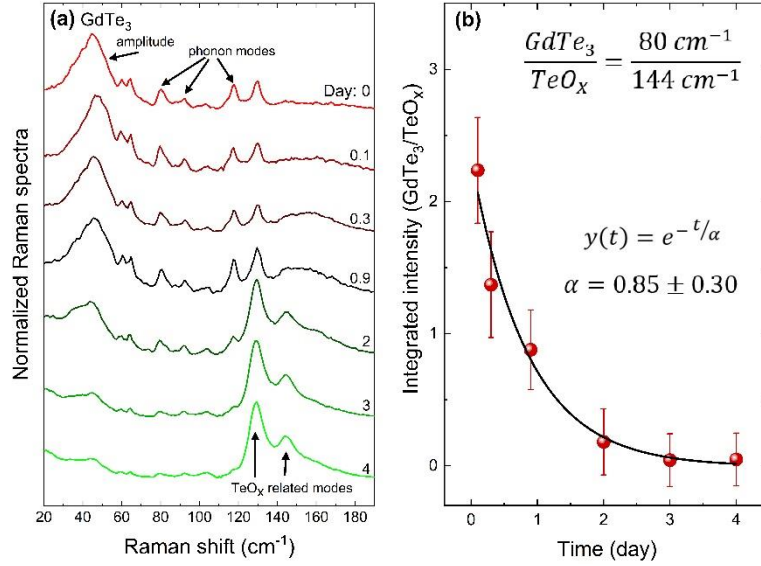 (a) GdTe₃
amplitude
phonon modes
Day: 0
0.1
0.3
0.9
2
3
4
TeOₓ related modes
Normalized Raman spectra
20 40 60 80 100 120 140 160 180
Raman shift (cm⁻¹)
(b)
GdTe₃ / TeOₓ = 80 cm⁻¹ / 144 cm⁻¹
y(t) = e^(-t/α)
α = 0.85 ± 0.30
Integrated intensity (GdTe₃/TeOₓ)
3
2
1
0
0 1 2 3 4
Time (day)